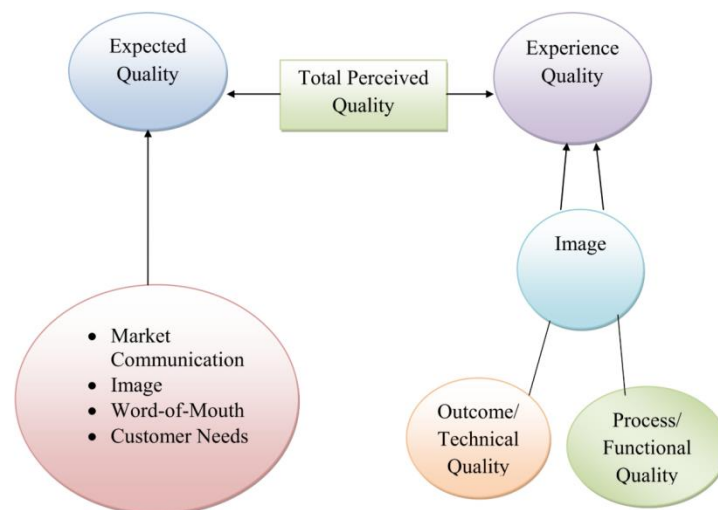 Expected
Quality
Total Perceived
Quality
Experience
Quality
Image
• Market
Communication
• Image
• Word-of-Mouth
• Customer Needs
Outcome/
Technical
Quality
Process/
Functional
Quality